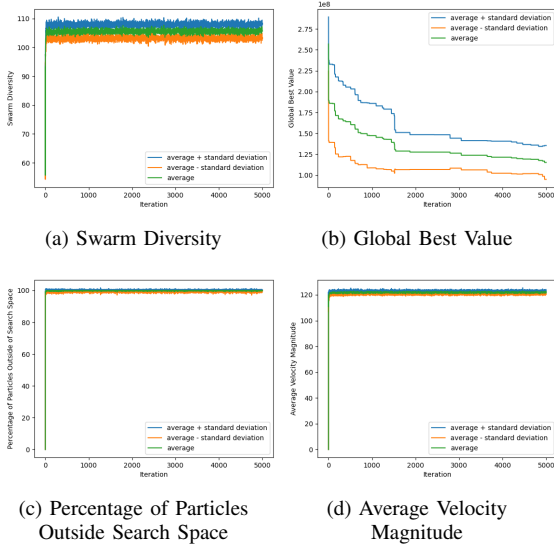 110
100
90
80
70
60
Swarm Diversity
average + standard deviation
average - standard deviation
average
0
1000
2000
3000
4000
5000
Iteration
(a) Swarm Diversity
1e8
2.75
2.50
2.25
2.00
1.75
1.50
1.25
1.00
Global Best Value
average + standard deviation
average - standard deviation
average
0
1000
2000
3000
4000
5000
Iteration
(b) Global Best Value
100
80
60
40
20
0
Percentage of Particles Outside of Search Space
average + standard deviation
average - standard deviation
average
0
1000
2000
3000
4000
5000
Iteration
(c) Percentage of Particles
Outside Search Space
120
100
80
60
40
20
0
Average Velocity Magnitude
average + standard deviation
average - standard deviation
average
0
1000
2000
3000
4000
5000
Iteration
(d) Average Velocity
Magnitude